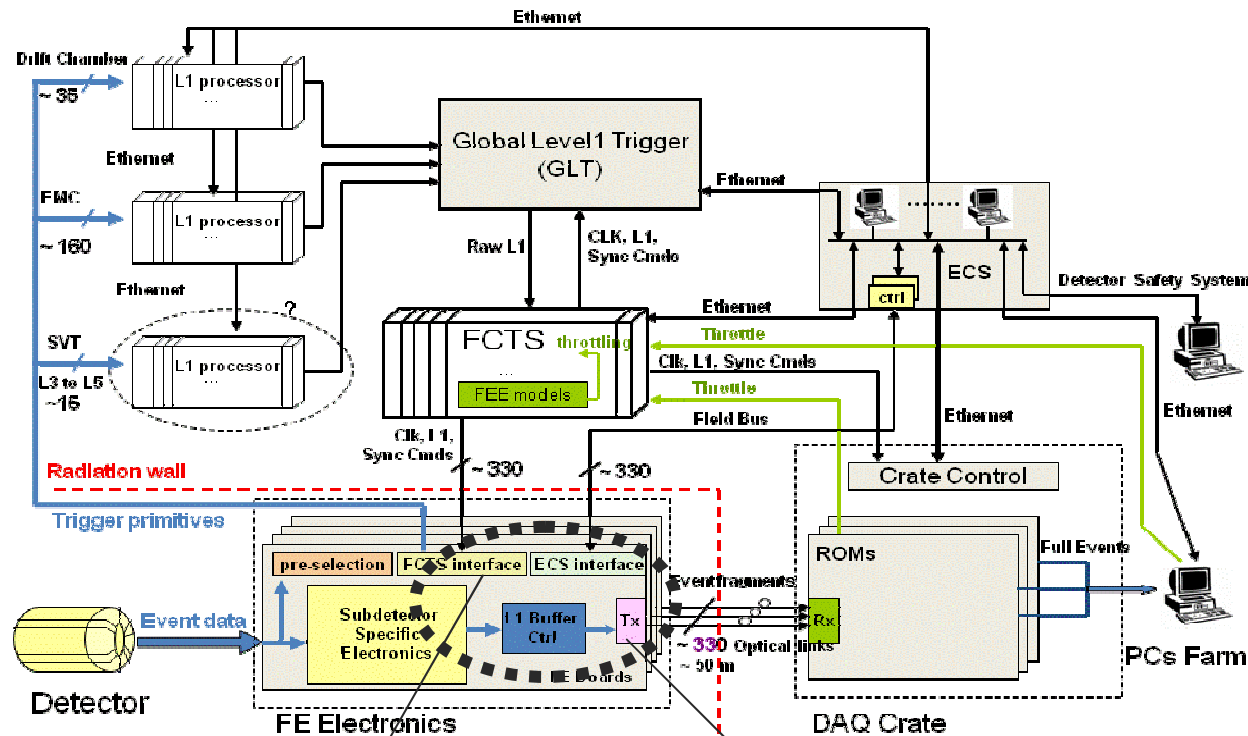 Ethernet
Drift Chamber
~ 35
L1 processor
...
Ethernet
EMC
~ 160
L1 processor
...
Ethernet
?
SVT
L3 to L5
~15
L1 processor
...
Global Level1 Trigger
(GLT)
Raw L1
CLK, L1,
Sync Cmds
Ethernet
........
ECS
ctrl
Detector Safety System
Ethernet
Throttle
FCTS
throttling
...
FEE models
Clk, L1, Sync Cmds
Throttle
Field Bus
Ethernet
Ethernet
Clk, L1,
Sync Cmds
~ 330
~ 330
Radiation wall
Trigger primitives
Crate Control
pre-selection
FCTS interface
ECS interface
Subdetector
Specific
Electronics
L1 Buffer
Ctrl
Tx
Boards
Event data
Detector
FE Electronics
Event fragments
~ 330 Optical links
~ 50 m
Rx
ROMs
Full Events
PCs Farm
DAQ Crate